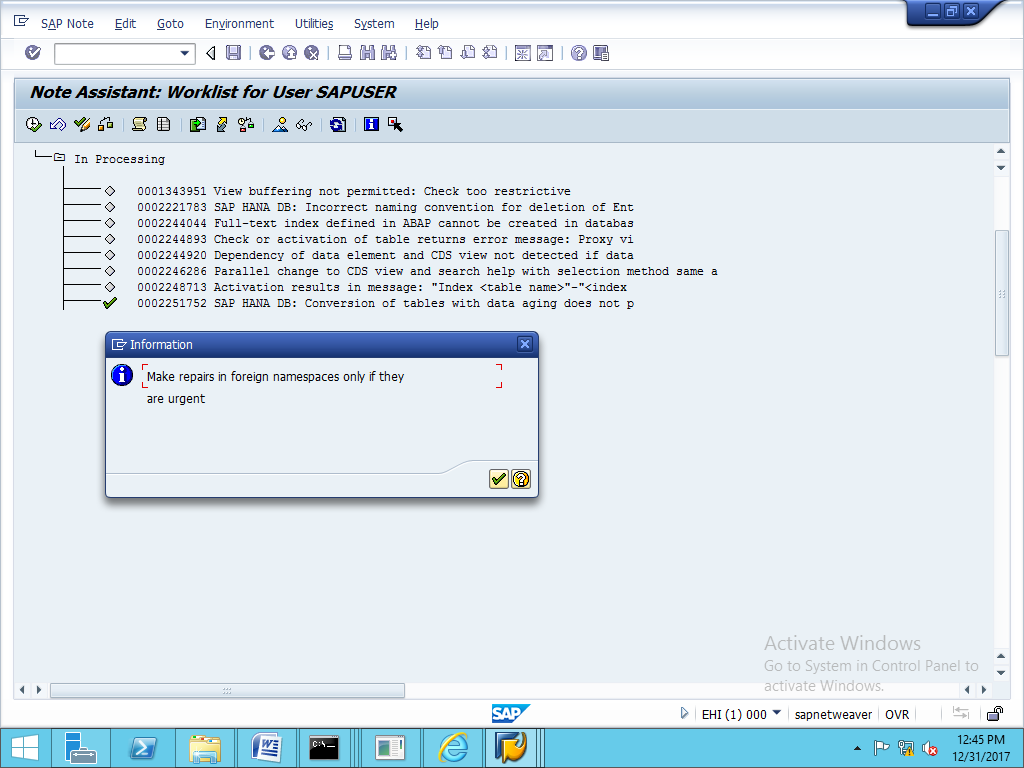 SAP Note Edit Goto Environment Utilities System Help
Note Assistant: Worklist for User SAPUSER
In Processing
0001343951 View buffering not permitted: Check too restrictive
0002221783 SAP HANA DB: Incorrect naming convention for deletion of Ent
0002244044 Full-text index defined in ABAP cannot be created in databas
0002244893 Check or activation of table returns error message: Proxy vi
0002244920 Dependency of data element and CDS view not detected if data
0002246286 Parallel change to CDS view and search help with selection method same a
0002248713 Activation results in message: "Index <table name>"-"<index
0002251752 SAP HANA DB: Conversion of tables with data aging does not p
Information
Make repairs in foreign namespaces only if they
are urgent
Activate Windows
Go to System in Control Panel to
activate Windows.
SAP
EHI (1) 000 sapnetweaver OVR
C:\>_
12:45 PM
12/31/2017